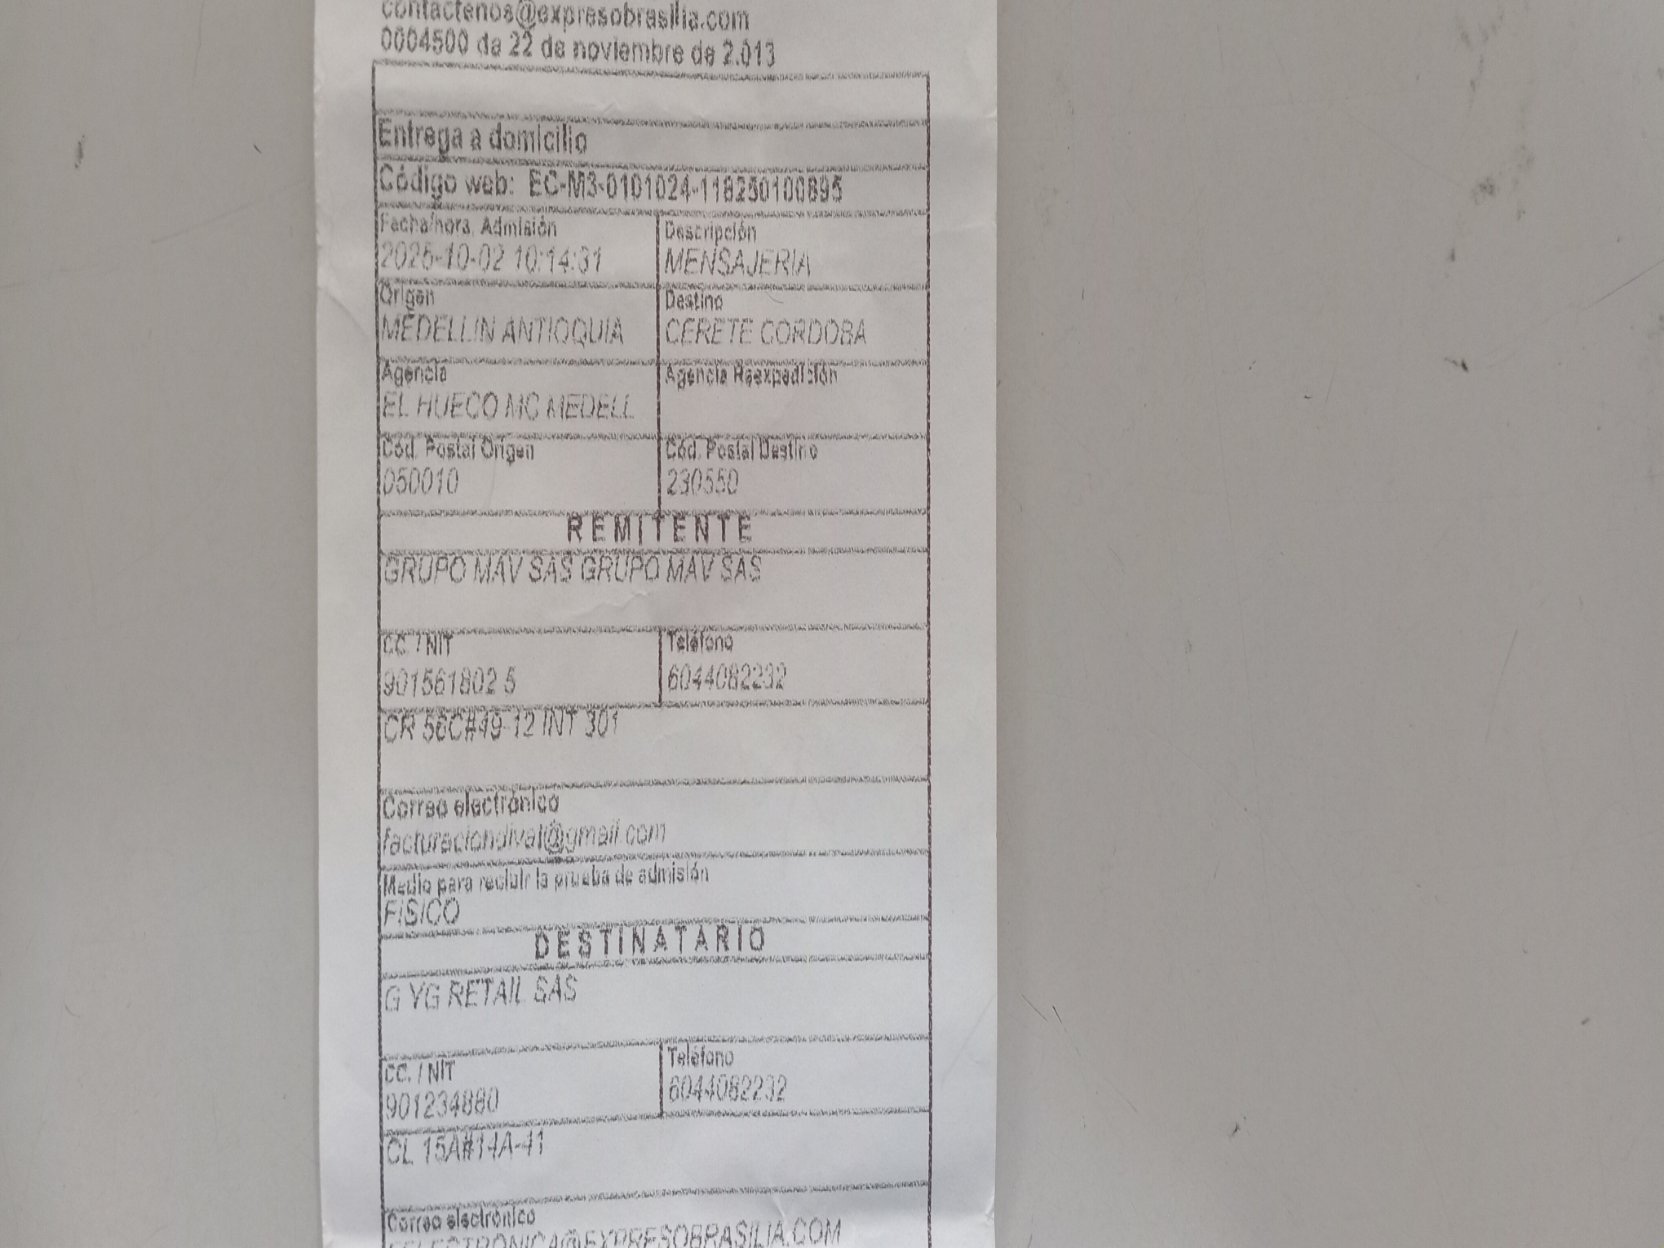 contactenos@expresobrasilia.com
0004500 de 22 de noviembre de 2.013
Entrega a domicilio
Código web: EC-M3-0101024-118250100895
Fecha/hora. Admisión Descripción
2025-10-02 10:14:31 MENSAJERIA
Origen Destino
MEDELLIN ANTIOQUIA CERETE CORDOBA
Agencia Agencia Reexpedición
EL HUECO MC MEDELL
Cód. Postal Origen Cód. Postal Destino
050010 230550
REMITENTE
GRUPO MAV SAS GRUPO MAV SAS
CC. / NIT Teléfono
901561802 5 6044082232
CR 56C#49-12 INT 301
Correo electrónico
facturaciondival@gmail.com
Medio para recibir la prueba de admisión
FISICO
DESTINATARIO
G YG RETAIL SAS
CC. / NIT Teléfono
901234880 6044082232
CL 15A#14A-41
Correo electrónico